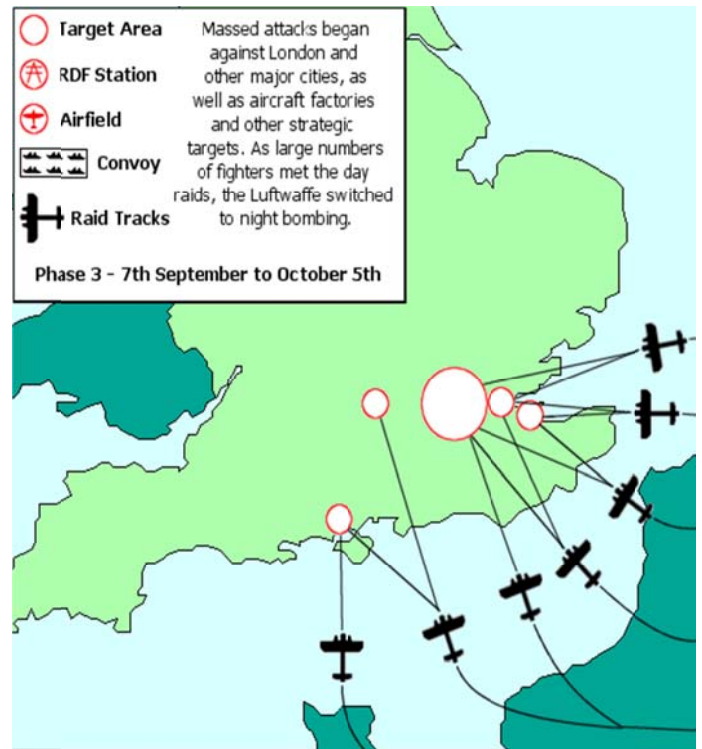 Target Area
RDF Station
Airfield
Convoy
Raid Tracks
Massed attacks began
against London and
other major cities, as
well as aircraft factories
and other strategic
targets. As large numbers
of fighters met the day
raids, the Luftwaffe switched
to night bombing.
Phase 3 - 7th September to October 5th